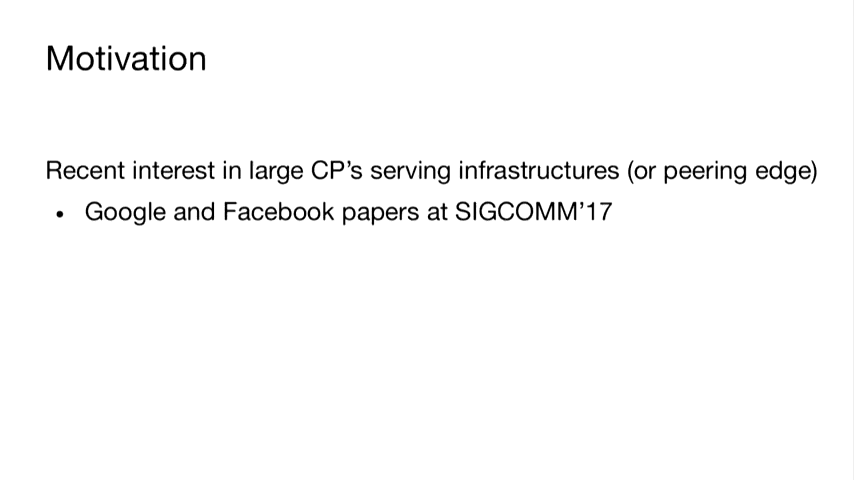 Motivation
Recent interest in large CP’s serving infrastructures (or peering edge)
• Google and Facebook papers at SIGCOMM’17